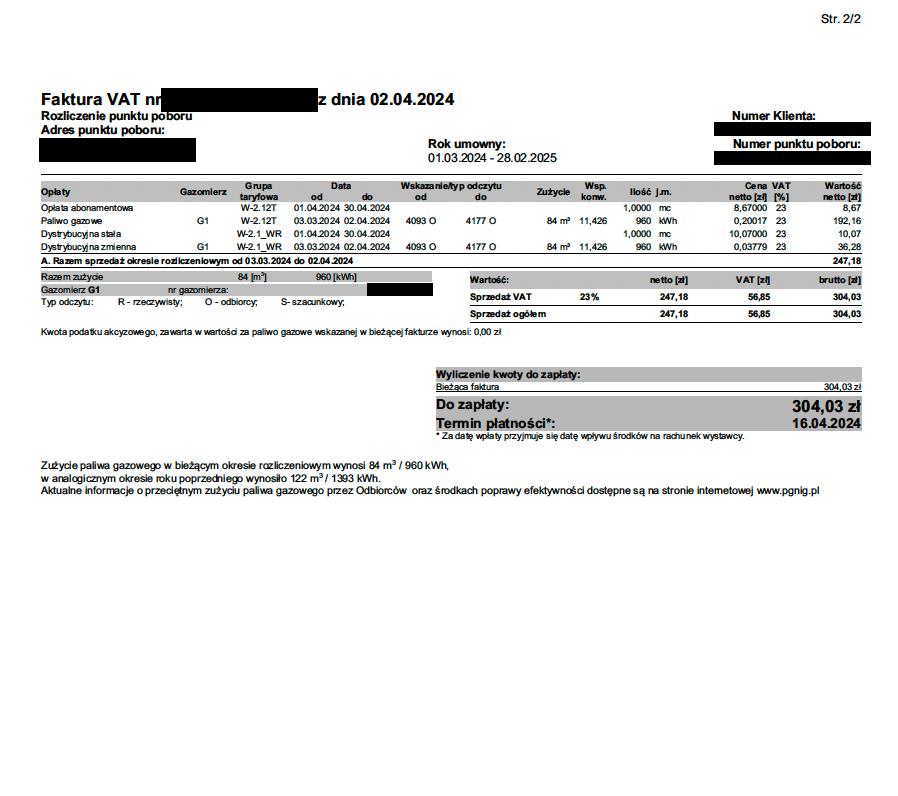 Str. 2/2
Faktura VAT nr z dnia 02.04.2024
Rozliczenie punktu poboru
Numer Klienta:
Adres punktu poboru:
Rok umowny:
Numer punktu poboru:
01.03.2024 - 28.02.2025
Opłaty Gazomierz Grupa taryfowa Data od do Wskazanie/typ odczytu od do Zużycie Wsp. konw. Ilość j.m. Cena netto [zł] VAT [%] Wartość netto [zł]
Opłata abonamentowa W-2.12T 01.04.2024 30.04.2024 1,0000 mc 8,67000 23 8,67
Paliwo gazowe G1 W-2.12T 03.03.2024 02.04.2024 4093 O 4177 O 84 m³ 11,426 960 kWh 0,20017 23 192,16
Dystrybucyjna stała W-2.1_WR 01.04.2024 30.04.2024 1,0000 mc 10,07000 23 10,07
Dystrybucyjna zmienna G1 W-2.1_WR 03.03.2024 02.04.2024 4093 O 4177 O 84 m³ 11,426 960 kWh 0,03779 23 36,28
A. Razem sprzedaż okresie rozliczeniowym od 03.03.2024 do 02.04.2024 247,18
Razem zużycie 84 [m³] 960 [kWh]
Gazomierz G1 nr gazomierza:
Typ odczytu: R - rzeczywisty; O - odbiorcy; S- szacunkowy;
Wartość: netto [zł] VAT [zł] brutto [zł]
Sprzedaż VAT 23% 247,18 56,85 304,03
Sprzedaż ogółem 247,18 56,85 304,03
Kwota podatku akcyzowego, zawarta w wartości za paliwo gazowe wskazanej w bieżącej fakturze wynosi: 0,00 zł
Wyliczenie kwoty do zapłaty:
Bieżąca faktura 304,03 zł
Do zapłaty: 304,03 zł
Termin płatności*: 16.04.2024
* Za datę wpłaty przyjmuje się datę wpływu środków na rachunek wystawcy.
Zużycie paliwa gazowego w bieżącym okresie rozliczeniowym wynosi 84 m³ / 960 kWh,
w analogicznym okresie roku poprzedniego wynosiło 122 m³ / 1393 kWh.
Aktualne informacje o przeciętnym zużyciu paliwa gazowego przez Odbiorców oraz środkach poprawy efektywności dostępne są na stronie internetowej www.pgnig.pl